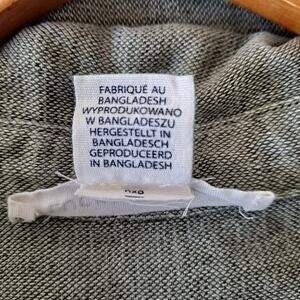 FABRIQUÉ AU
BANGLADESH
WYPRODUKOWANO
W BANGLADESZU
HERGESTELLT IN
BANGLADESCH
GEPRODUCEERD
IN BANGLADESH